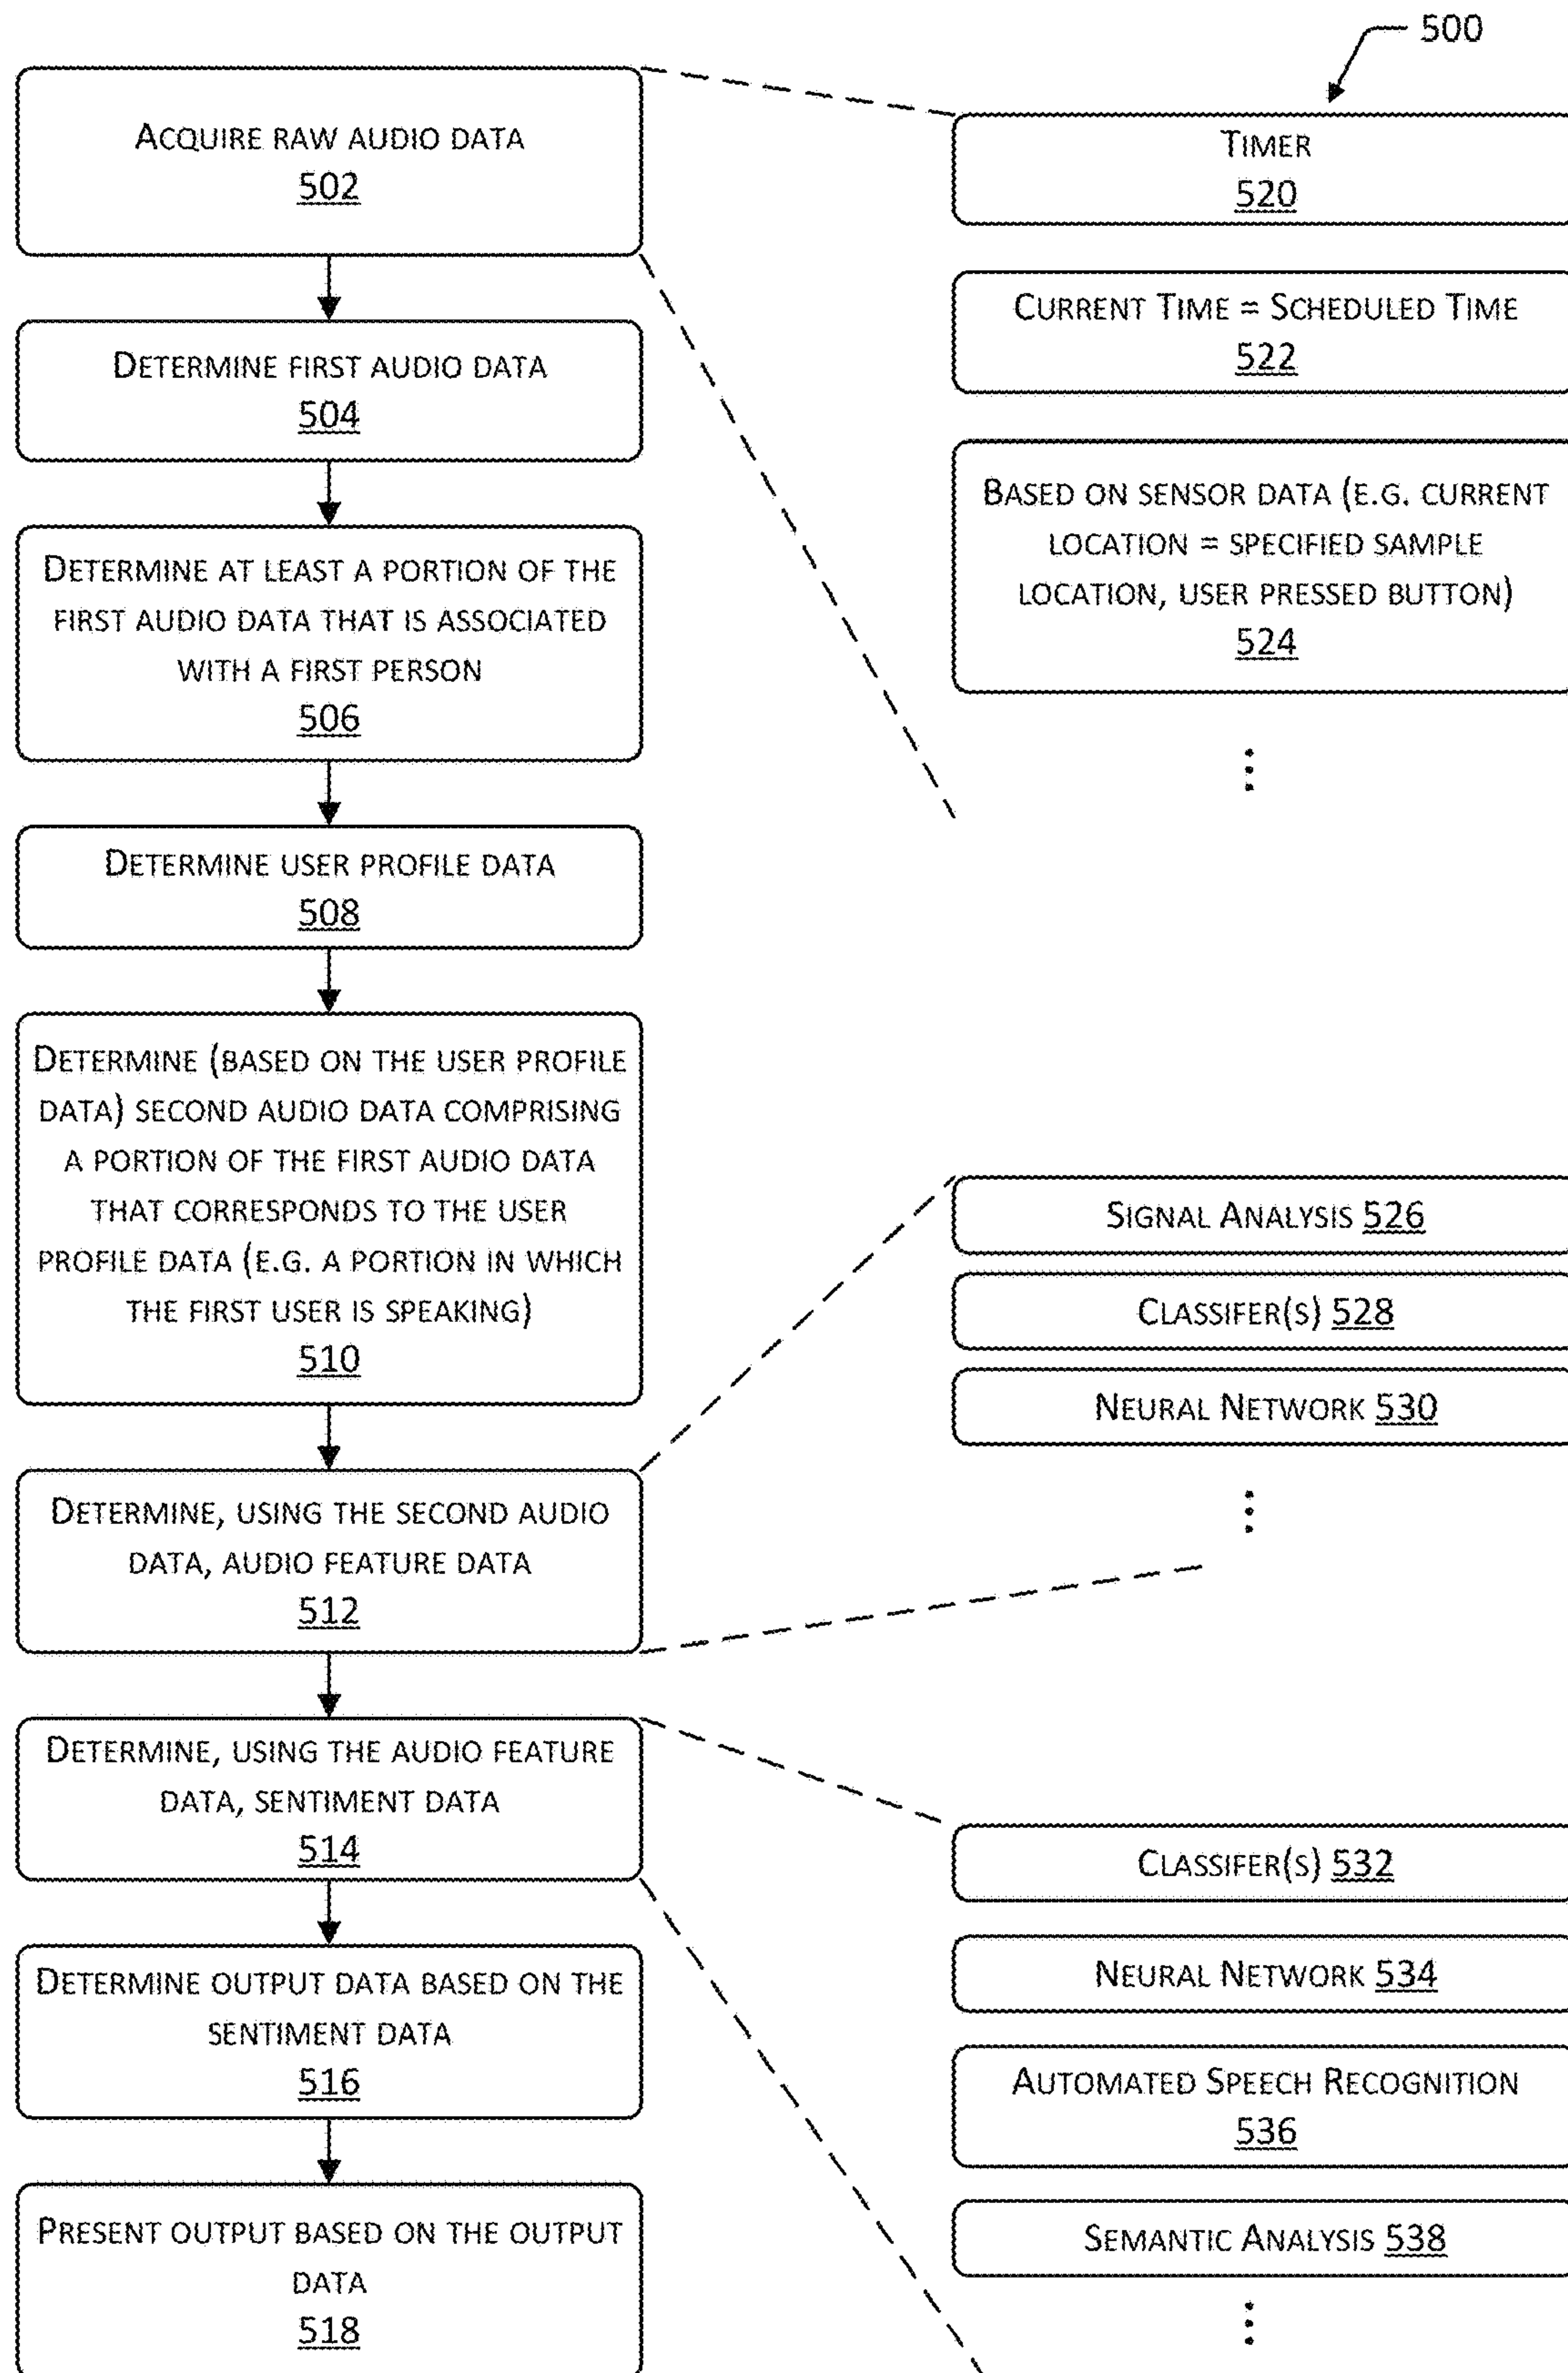 500
ACQUIRE RAW AUDIO DATA
502
DETERMINE FIRST AUDIO DATA
504
DETERMINE AT LEAST A PORTION OF THE
FIRST AUDIO DATA THAT IS ASSOCIATED
WITH A FIRST PERSON
506
DETERMINE USER PROFILE DATA
508
DETERMINE (BASED ON THE USER PROFILE
DATA) SECOND AUDIO DATA COMPRISING
A PORTION OF THE FIRST AUDIO DATA
THAT CORRESPONDS TO THE USER
PROFILE DATA (E.G. A PORTION IN WHICH
THE FIRST USER IS SPEAKING)
510
DETERMINE, USING THE SECOND AUDIO
DATA, AUDIO FEATURE DATA
512
DETERMINE, USING THE AUDIO FEATURE
DATA, SENTIMENT DATA
514
DETERMINE OUTPUT DATA BASED ON THE
SENTIMENT DATA
516
PRESENT OUTPUT BASED ON THE OUTPUT
DATA
518
TIMER
520
CURRENT TIME = SCHEDULED TIME
522
BASED ON SENSOR DATA (E.G. CURRENT
LOCATION = SPECIFIED SAMPLE
LOCATION, USER PRESSED BUTTON)
524
SIGNAL ANALYSIS 526
CLASSIFER(S) 528
NEURAL NETWORK 530
CLASSIFER(S) 532
NEURAL NETWORK 534
AUTOMATED SPEECH RECOGNITION
536
SEMANTIC ANALYSIS 538